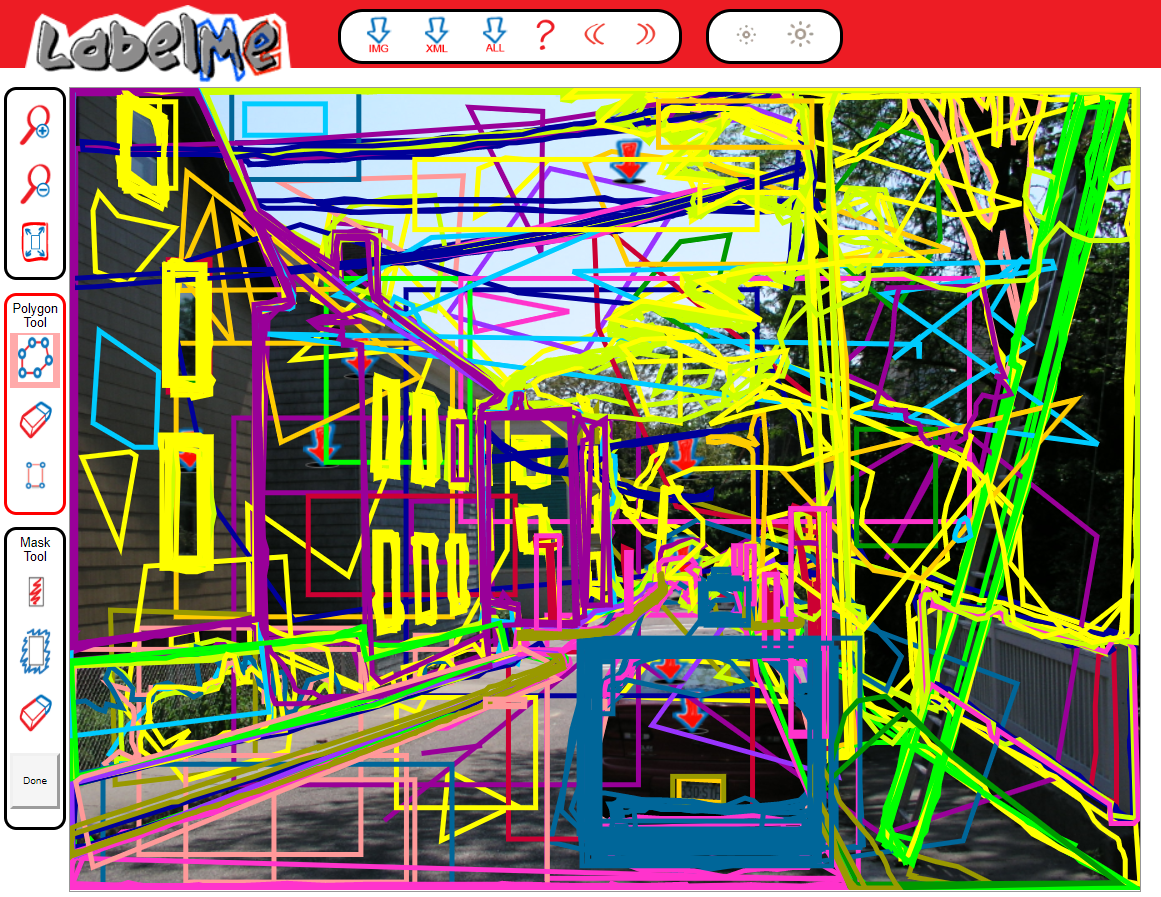 LabelMe
IMG
XML
ALL
?
Polygon
Tool
Mask
Tool
Done